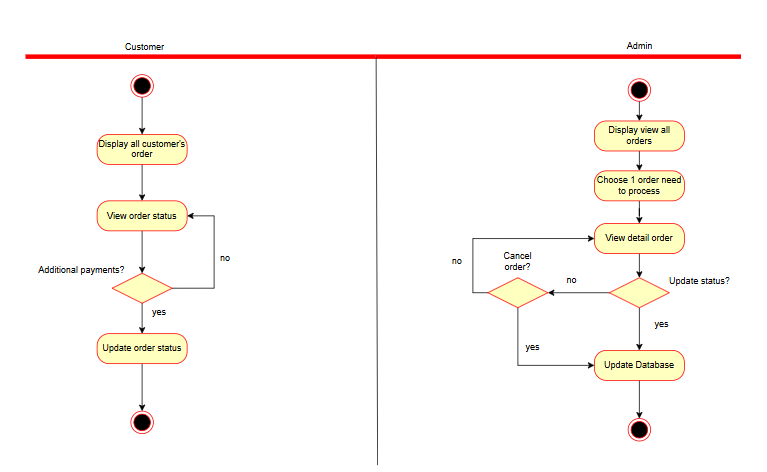 Customer
Admin
Display all customer's
order
View order status
Additional payments?
no
yes
Update order status
Display view all
orders
Choose 1 order need
to process
View detail order
Cancel
order?
no
no
Update status?
yes
yes
Update Database